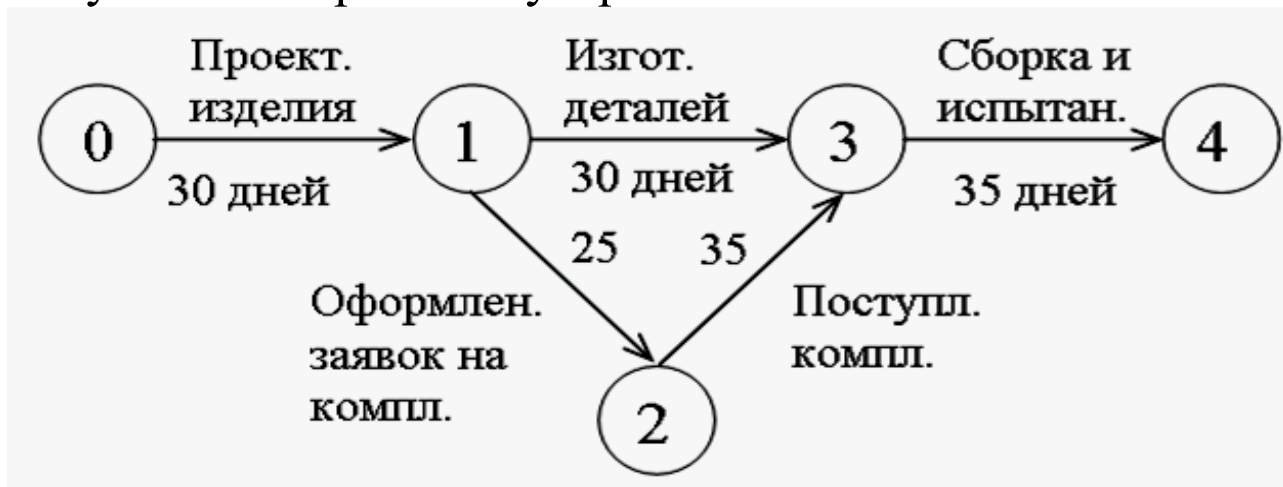 Проект.
изделия
Изгот.
деталей
Сборка и
испытан.
0
1
3
4
30 дней
30 дней
35 дней
25
35
Оформлен.
заявок на
компл.
Поступл.
компл.
2